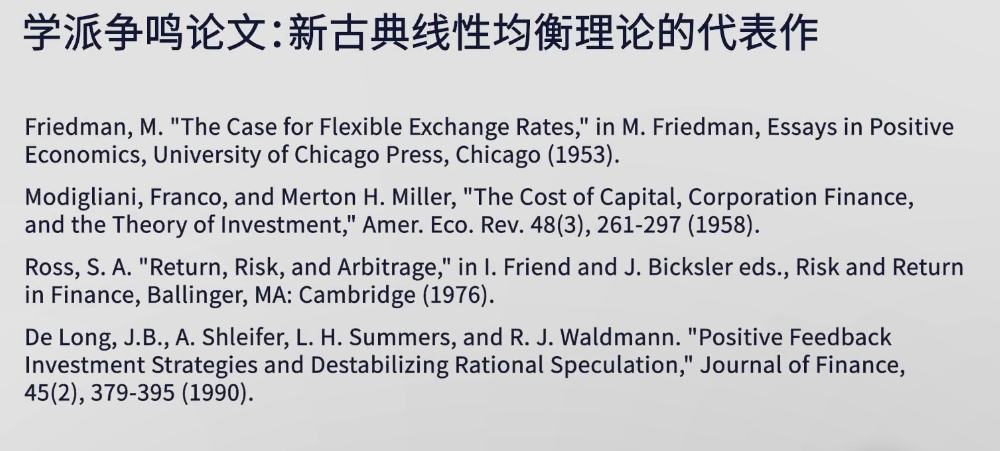 学派争鸣论文：新古典线性均衡理论的代表作
Friedman, M. "The Case for Flexible Exchange Rates," in M. Friedman, Essays in Positive
Economics, University of Chicago Press, Chicago (1953).
Modigliani, Franco, and Merton H. Miller, "The Cost of Capital, Corporation Finance,
and the Theory of Investment," Amer. Eco. Rev. 48(3), 261-297 (1958).
Ross, S. A. "Return, Risk, and Arbitrage," in I. Friend and J. Bicksler eds., Risk and Return
in Finance, Ballinger, MA: Cambridge (1976).
De Long, J.B., A. Shleifer, L. H. Summers, and R. J. Waldmann. "Positive Feedback
Investment Strategies and Destabilizing Rational Speculation," Journal of Finance,
45(2), 379-395 (1990).